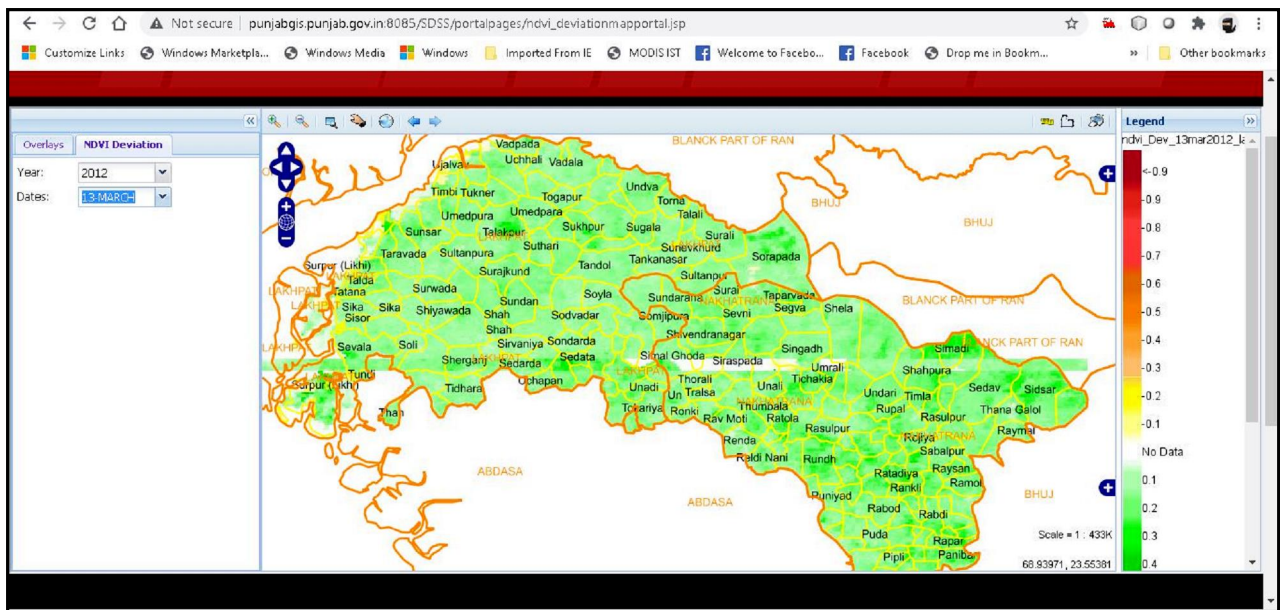 Not secure | punjabgis.punjab.gov.in:8085/SDSS/portalpages/ndvi_deviationmapportal.jsp
Customize Links Windows Marketpla... Windows Media Windows Imported From IE MODIS IST Welcome to Facebo... Facebook Drop me in Bookm... » Other bookmarks
Overlays NDVI Deviation
Year: 2012
Dates: 13-MARCH
Legend
ndvi_Dev_13mar2012_la
<-0.9
-0.9
-0.8
-0.7
-0.6
-0.5
-0.4
-0.3
-0.2
-0.1
No Data
0.1
0.2
0.3
0.4
BLANCK PART OF RAN
Vadpada
Ujalvav Uchhali Vadala
Timbi Tukner Togapur Undva Torna
BHUJ
BHUJ
Umedpura Umedpara Talali
Sunsar Talakpur Sukhpur Sugala Surali
LAKHPAT
Suthari
Taravada Sultanpura Tankanasar Sorapada
Surpur (Likhi) Surajkund Tandol Sultanpur
Talda
LAKHPAT Tatana Surwada Soyla Sundarana Surai Taparvada
NAKHATRANA
BLANCK PART OF RAN
Sika Sika Shiyawada Sundan Sodvadar Somjipura Sevni Segva Shela
Sisor Shah
Shah Shivendranagar
Sevala Soli Sirvaniya Sondarda Singadh Simadi
LAKHPAT
Shergarj Sedarda Sedata Simal Ghoda Siraspada Umrali Shahpura
Tundi Tidhara Uchapan Unadi Thorali Unali Tichakia Sedav Sidsar
Surpur (Likhi) Un Tralsa Undari Timla
Than Tokariya Ronki Thumbala Rupal Rasulpur Thana Galol
NAKHATRANA
Rav Moti Ratola Rasulpur Raymal
Renda Rojiya Sabalpur
NAKHATRANA
Reldi Nani Rundh Ratadiya Raysan
ABDASA
Rankli Ramol
ABDASA
Puniyad Rabod Rabdi
BHUJ
Puda Rapar
Pipli Panibar
Scale = 1 : 433K
68.93971, 23.55381